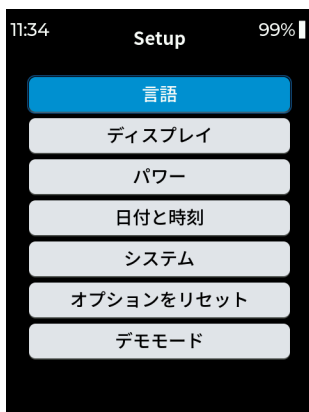 11:34
Setup
99%
言語
ディスプレイ
パワー
日付と時刻
システム
オプションをリセット
デモモード